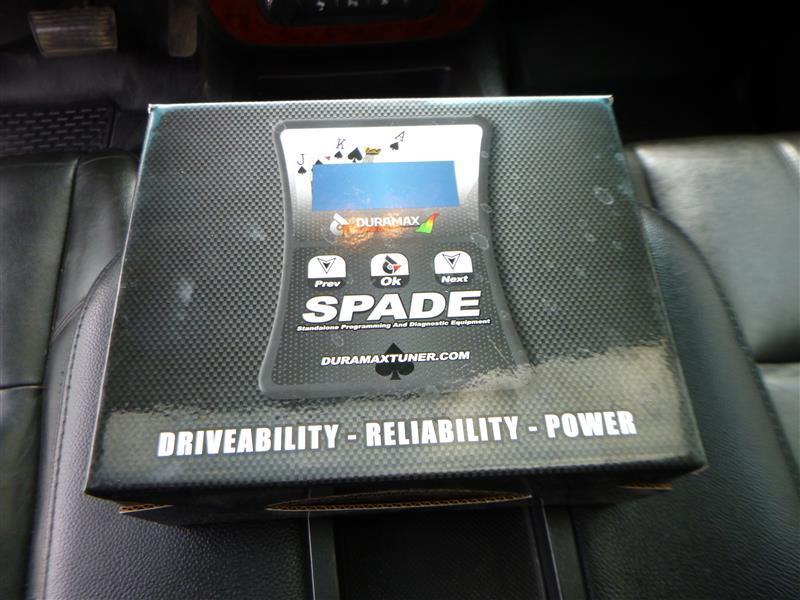 J K A
DURAMAX
Prev Ok Next
SPADE
Standalone Programming And Diagnostic Equipment
DURAMAXTUNER.COM
DRIVEABILITY - RELIABILITY - POWER